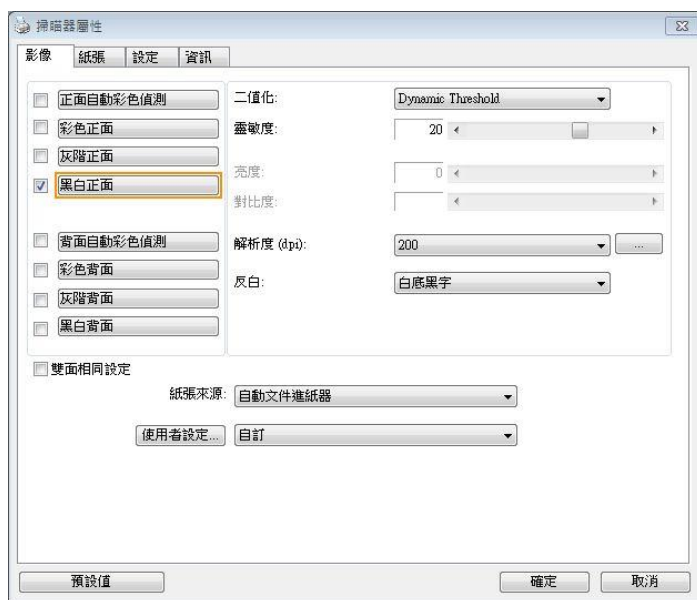 掃瞄器屬性
影像 紙張 設定 資訊
正面自動彩色偵測
彩色正面
灰階正面
黑白正面
背面自動彩色偵測
彩色背面
灰階背面
黑白背面
二值化: Dynamic Threshold
靈敏度: 20
亮度: 0
對比度:
解析度 (dpi): 200 ...
反白: 白底黑字
雙面相同設定
紙張來源: 自動文件進紙器
使用者設定... 自訂
預設值 確定 取消